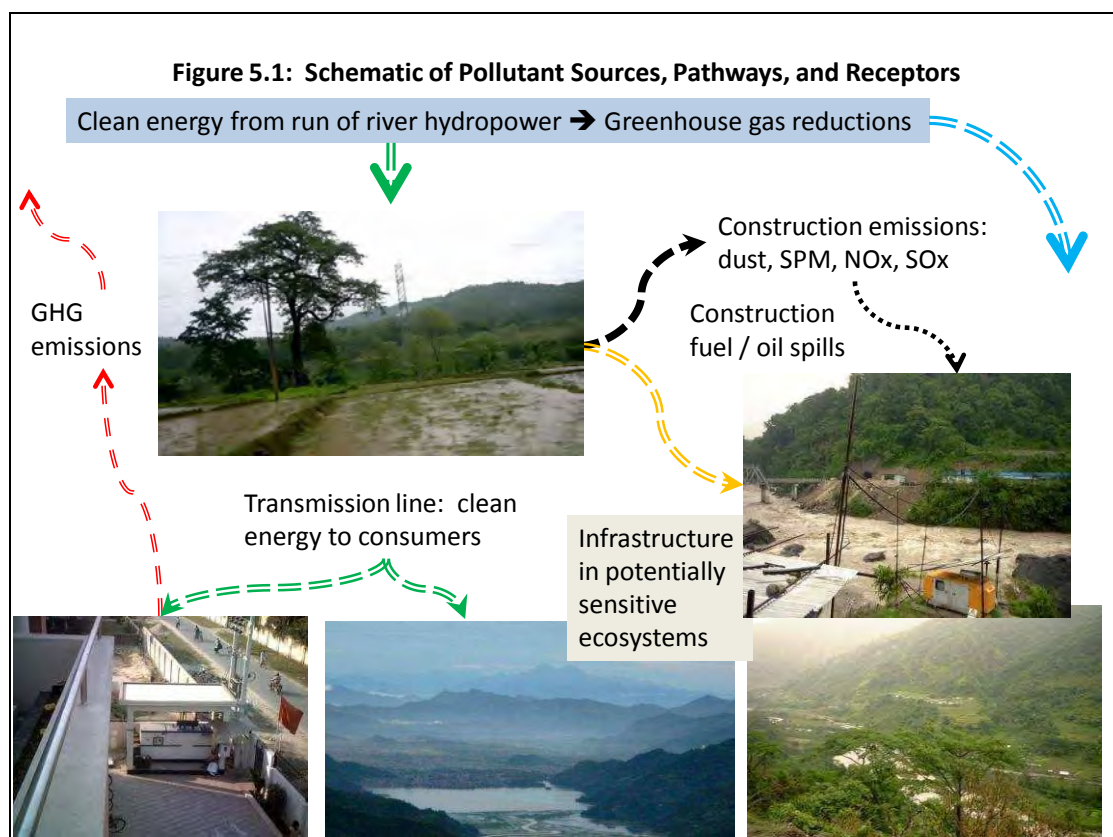 Figure 5.1: Schematic of Pollutant Sources, Pathways, and Receptors
Clean energy from run of river hydropower ➔ Greenhouse gas reductions
Construction emissions:
dust, SPM, NOx, SOx
GHG
emissions
Construction
fuel / oil spills
Transmission line: clean
energy to consumers
Infrastructure
in potentially
sensitive
ecosystems